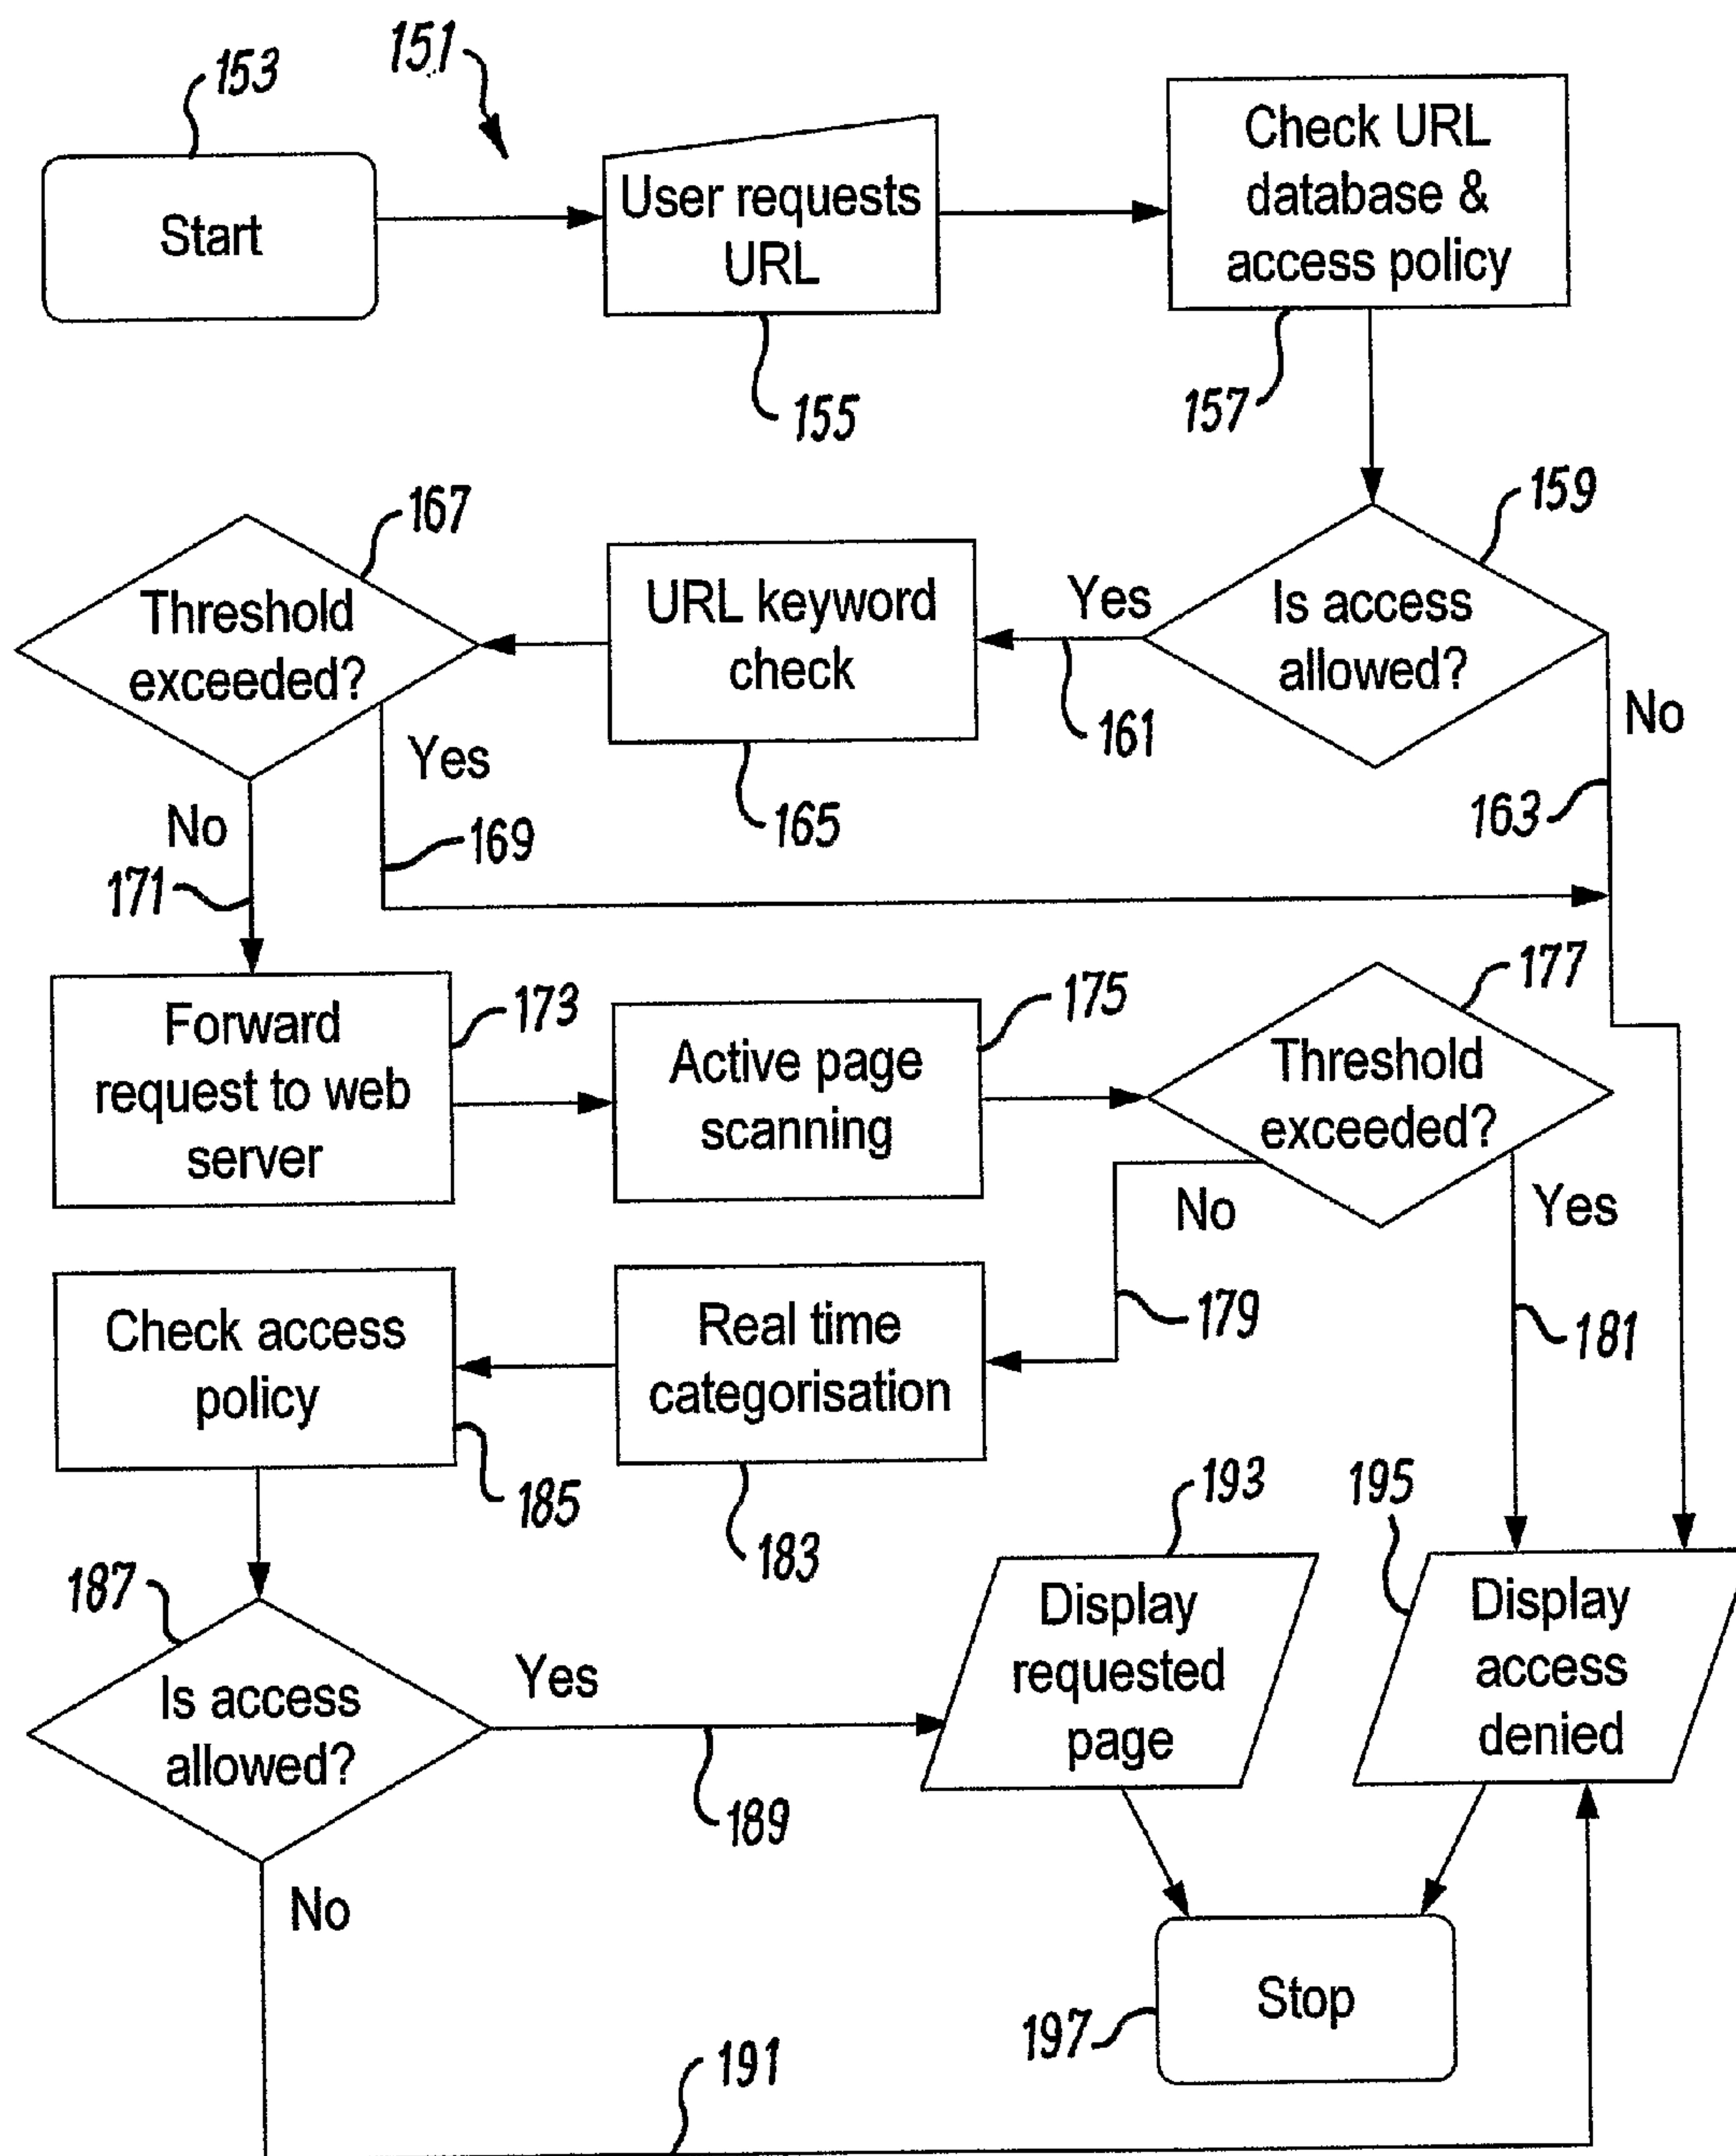 151
153
Start
User requests
URL
155
Check URL
database &
access policy
157
159
Is access
allowed?
Yes
161
No
163
URL keyword
check
165
167
Threshold
exceeded?
Yes
169
No
171
Forward
request to web
server
173
Active page
scanning
175
177
Threshold
exceeded?
No
179
Yes
181
Real time
categorisation
183
Check access
policy
185
187
Is access
allowed?
Yes
189
No
191
193
Display
requested
page
195
Display
access
denied
Stop
197